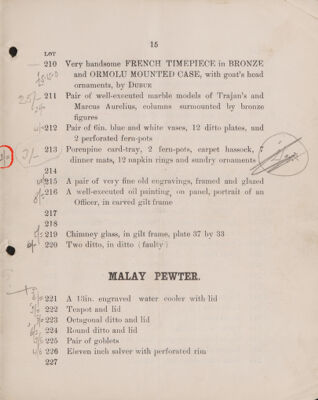 15
LOT
210 Very handsome FRENCH TIMEPIECE in BRONZE
and ORMOLU MOUNTED CASE, with goat's head
ornaments, by DUBUR
211 Pair of well-executed marble models of Trajan's and
Marcus Aurelius, columns surmounted by bronze
figures
212 Pair of 6in. blue and white vases, 12 ditto plates, and
2 perforated fern-pots
213 Porcupine card-tray, 2 fern-pots, carpet hassock, 7
dinner mats, 12 napkin rings and sundry ornaments
214
215 A pair of very fine old engravings, framed and glazed
216 A well-executed oil painting, on panel, portrait of an
Officer, in carved gilt frame
217
218
219 Chimney glass, in gilt frame, plate 37 by 33
220 Two ditto, in ditto (faulty)
MALAY PEWTER.
221 A 13in. engraved water cooler with lid
222 Teapot and lid
223 Octagonal ditto and lid
224 Round ditto and lid
225 Pair of goblets
226 Eleven inch salver with perforated rim
227